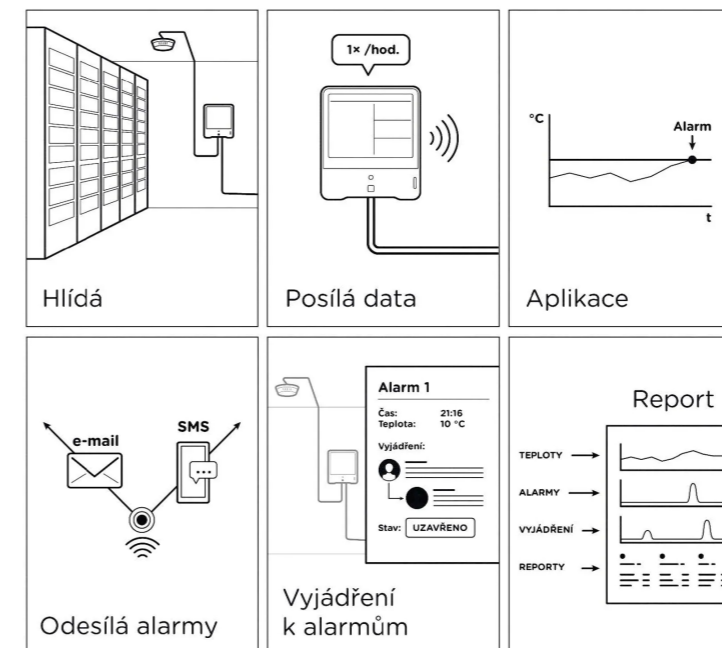 Hlídá
1× /hod.
Posílá data
°C
Alarm
t
Aplikace
e-mail
SMS
Odesílá alarmy
Alarm 1
Čas: 21:16
Teplota: 10 °C
Vyjádření:
Stav: UZAVŘENO
Vyjádření
k alarmům
Report
TEPLOTY
ALARMY
VYJÁDŘENÍ
REPORTY